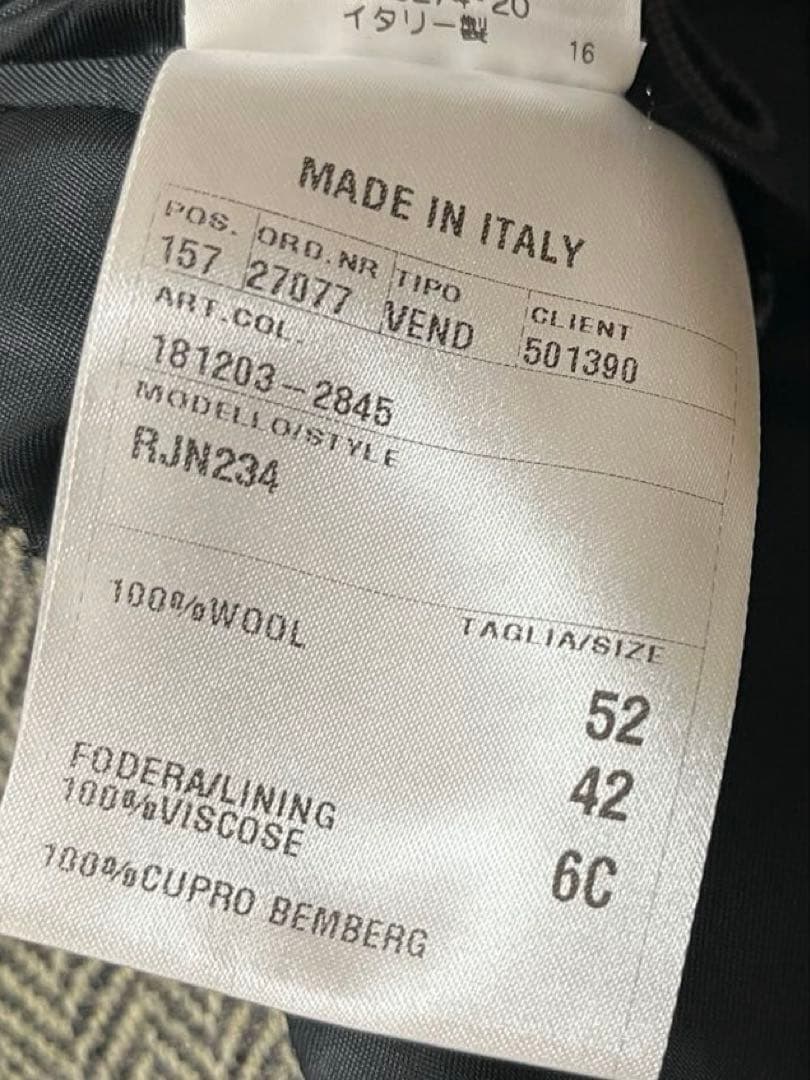 20
イタリー製
16
MADE IN ITALY
POS. ORD.NR TIPO CLIENT
157 27077 VEND 501390
ART.COL.
181203-2845
MODELLO/STYLE
RJN234
100%WOOL
TAGLIA/SIZE
52
42
6C
FODERA/LINING
100%VISCOSE
100%CUPRO BEMBERG